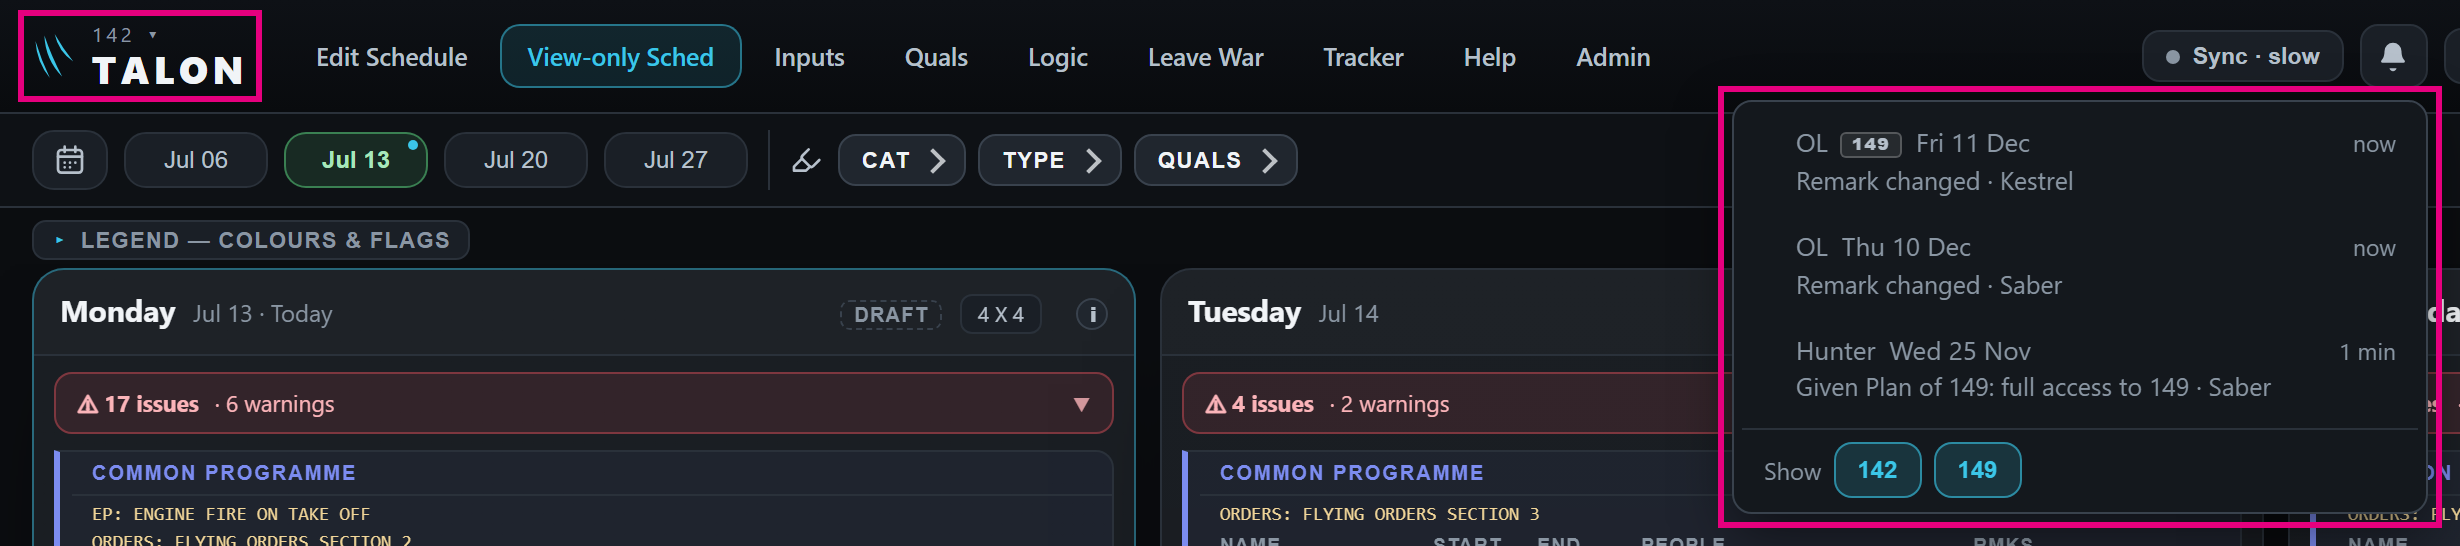 142 ▾
TALON
Edit Schedule View-only Sched Inputs Quals Logic Leave War Tracker Help Admin
Sync · slow
Jul 06 Jul 13 Jul 20 Jul 27 CAT TYPE QUALS
LEGEND — COLOURS & FLAGS
Monday Jul 13 · Today DRAFT 4 X 4 i
17 issues · 6 warnings
COMMON PROGRAMME
EP: ENGINE FIRE ON TAKE OFF
ORDERS: FLYING ORDERS SECTION 2
Tuesday Jul 14
4 issues · 2 warnings
COMMON PROGRAMME
ORDERS: FLYING ORDERS SECTION 3
NAME START END PEOPLE RMKS
OL 149 Fri 11 Dec now
Remark changed · Kestrel
OL Thu 10 Dec now
Remark changed · Saber
Hunter Wed 25 Nov 1 min
Given Plan of 149: full access to 149 · Saber
Show 142 149
ORDERS:
NAME